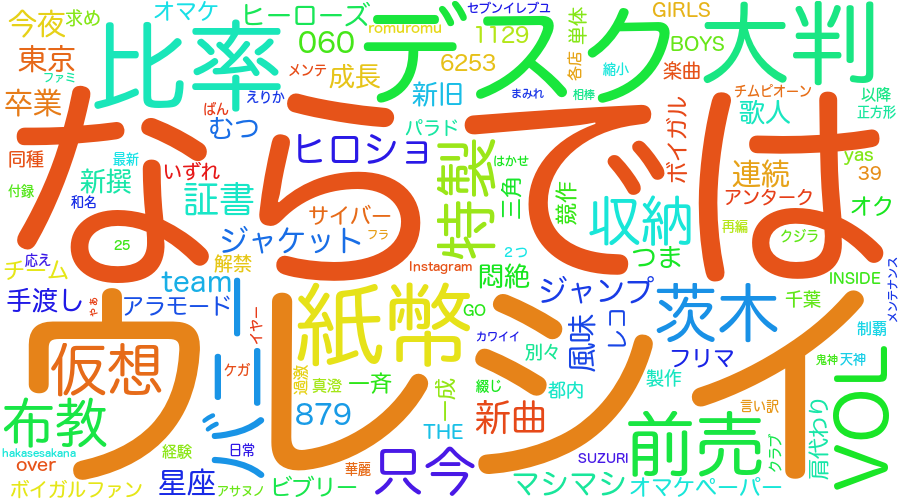 オマケ
ヒーローズ
セブンイレブユ
GIRLS
今夜
求め
060
romuromu
1129
単体
BOYS
東京
ファミ
比率
メンテ
成長
6253
デスク
各店
縮小
楽曲
大判
卒業
ばん
えりか
新旧
まみれ
相棒
チムピオーン
以降
正方形
歌人
むつ
パラド
ボイガル
同種
最新
いずれ
ヒロショ
特製
はかせ
連続
yas
39
付録
新撰
和名
証書
三角
競作
アンターク
オク
ならでは
サイバー
収納
再編
クジラ
25
ジャケット
フラ
2つ
つま
応え
チーム
解禁
Instagram
悶絶
INSIDE
メンテナンス
team
手渡し
やぁ
アラモード
紙幣
GO
ジャンプ
茨木
千葉
制覇
イヤー
カワイイ
風味
レコ
別々
フリマ
鬼神
天神
仮想
ケガ
過激
真澄
一斉
綴じ
一成
都内
製作
ウレシイ
シリー
布教
879
THE
新曲
前売
言い訳
肩代わり
VOL
hakasesakana
経験
日常
over
華麗
只今
SUZURI
クラブ
ボイガルファン
星座
アサヌノ
ビブリー
マシマシ
オマケペーパー